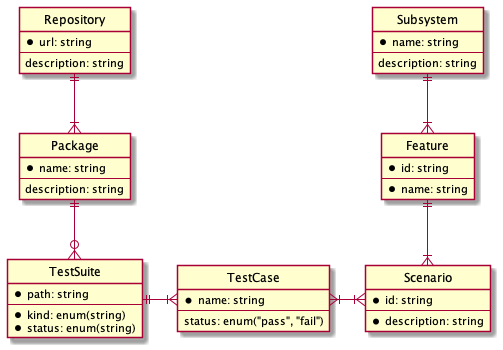 Repository
url: string
description: string
Subsystem
name: string
description: string
Package
name: string
description: string
Feature
id: string
name: string
TestSuite
path: string
kind: enum(string)
status: enum(string)
TestCase
name: string
status: enum("pass", "fail")
Scenario
id: string
description: string